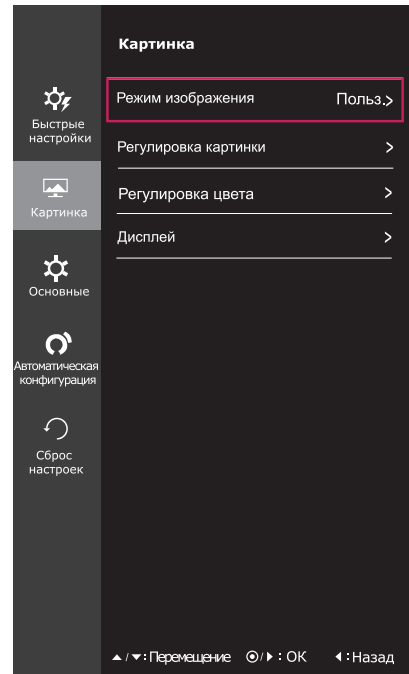 Картинка
Быстрые
настройки
Картинка
Основные
Автоматическая
конфигурация
Сброс
настроек
Режим изображения Польз.>
Регулировка картинки >
Регулировка цвета >
Дисплей >
▲/▼:Перемещение ◉/▶:OK ◀:Назад